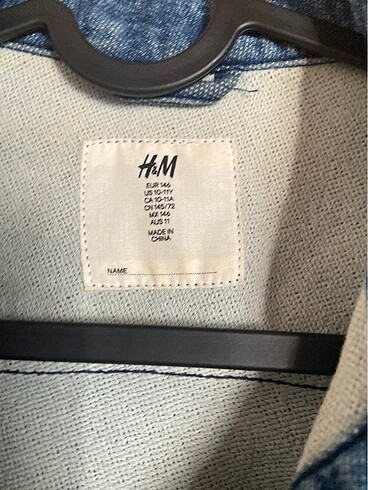 H&M
EUR 146
US 10-11Y
CA 10-11A
CN 145/72
MX 146
AUS 11
MADE IN
CHINA
NAME